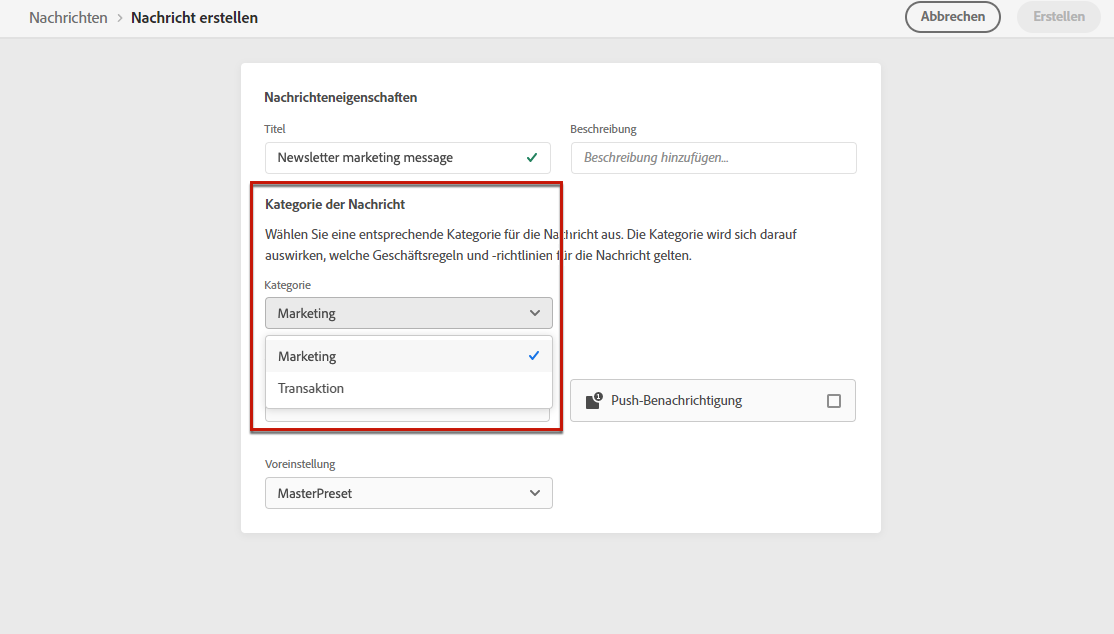 Nachrichten > Nachricht erstellen
Abbrechen
Erstellen
Nachrichteneigenschaften
Titel
Beschreibung
Newsletter marketing message
Beschreibung hinzufügen...
Kategorie der Nachricht
Wählen Sie eine entsprechende Kategorie für die Nachricht aus. Die Kategorie wird sich darauf
auswirken, welche Geschäftsregeln und -richtlinien für die Nachricht gelten.
Kategorie
Marketing
Marketing
Transaktion
1
Push-Benachrichtigung
Voreinstellung
MasterPreset